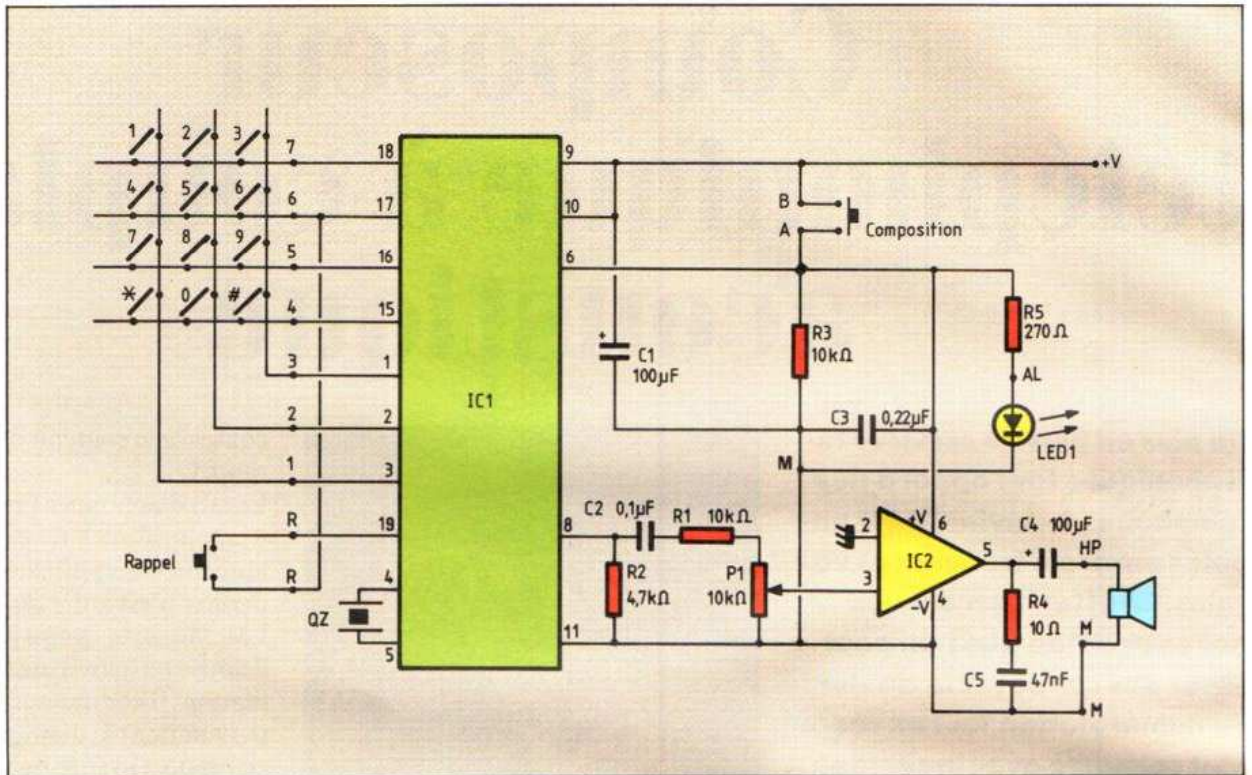 1 2 3 7 18 9 +V
4 5 6 6 17 10 B
A Composition
7 8 9 5 16 6
* 0 # 4 15
R3
10kΩ
R5
270Ω
+ C1
100µF
AL
3 1
IC1
C3 0,22µF
LED1
2 2
M
1 3
R 19 8
C2 0,1µF R1 10kΩ
2 +V 6
IC2
5 + C4 100µF HP
Rappel
R
R2
4,7kΩ
P1
10kΩ
3
-V 4
R4
10Ω
M
QZ 4
5
11
C5 47nF
M